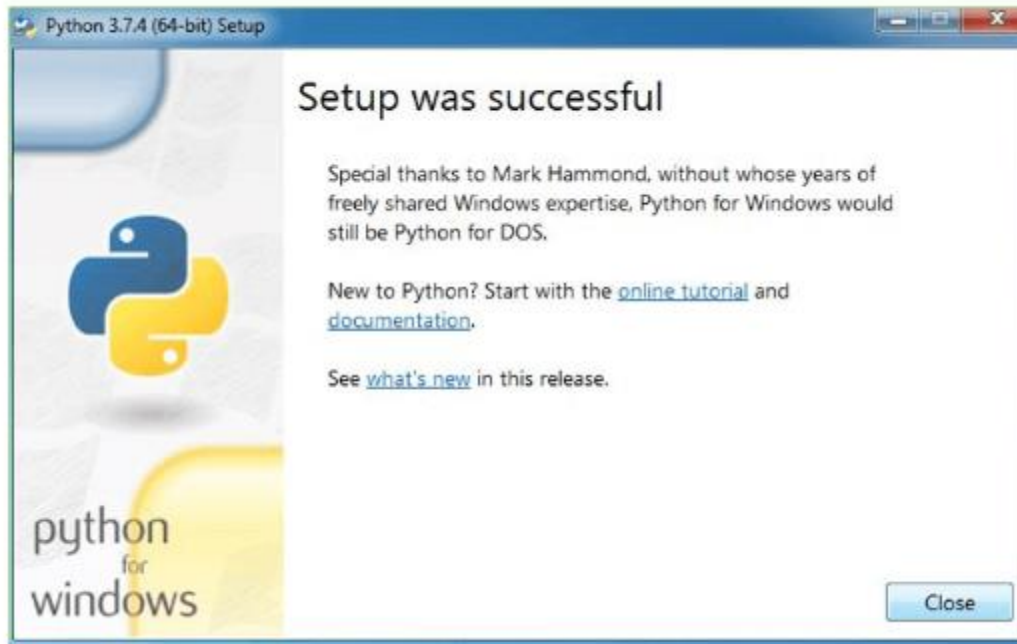 Python 3.7.4 (64-bit) Setup
Setup was successful
Special thanks to Mark Hammond, without whose years of
freely shared Windows expertise, Python for Windows would
still be Python for DOS.
New to Python? Start with the online tutorial and
documentation.
See what's new in this release.
python
for
windows
Close